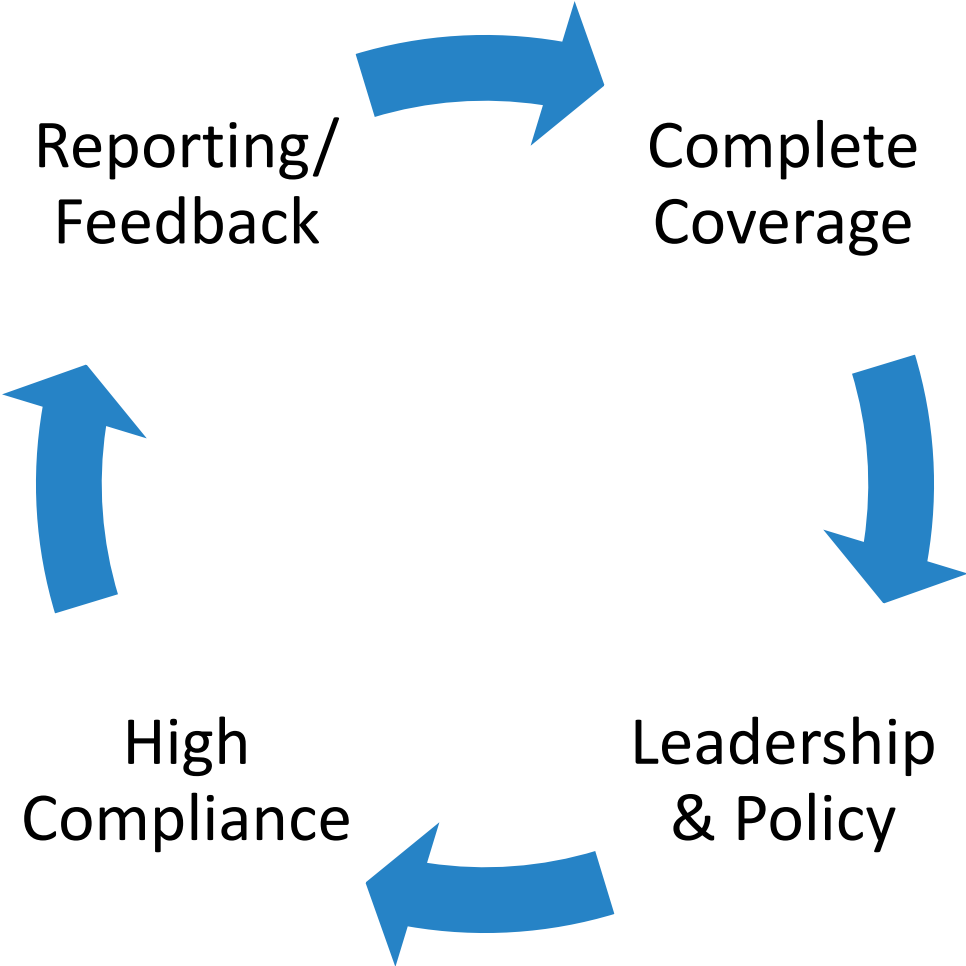 Reporting/
Feedback
Complete
Coverage
High
Compliance
Leadership
& Policy